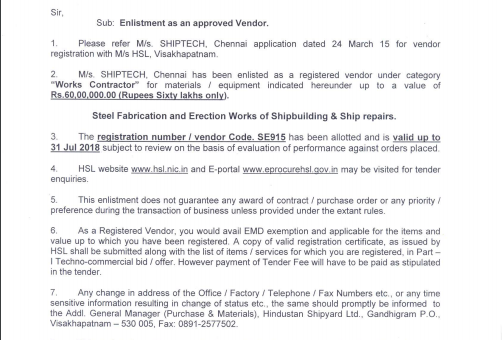 Sir,
Sub: Enlistment as an approved Vendor.
1. Please refer M/s. SHIPTECH, Chennai application dated 24 March 15 for vendor
registration with M/s HSL, Visakhapatnam.
2. M/s. SHIPTECH, Chennai has been enlisted as a registered vendor under category
"Works Contractor" for materials / equipment indicated hereunder up to a value of
Rs.60,00,000.00 (Rupees Sixty lakhs only).
Steel Fabrication and Erection Works of Shipbuilding & Ship repairs.
3. The registration number / vendor Code. SE915 has been allotted and is valid up to
31 Jul 2018 subject to review on the basis of evaluation of performance against orders placed.
4. HSL website www.hsl.nic.in and E-portal www.eprocurehsl.gov.in may be visited for tender
enquiries.
5. This enlistment does not guarantee any award of contract / purchase order or any priority /
preference during the transaction of business unless provided under the extant rules.
6. As a Registered Vendor, you would avail EMD exemption and applicable for the items and
value up to which you have been registered. A copy of valid registration certificate, as issued by
HSL shall be submitted along with the list of items / services for which you are registered, in Part –
I Techno-commercial bid / offer. However payment of Tender Fee will have to be paid as stipulated
in the tender.
7. Any change in address of the Office / Factory / Telephone / Fax Numbers etc., or any time
sensitive information resulting in change of status etc., the same should promptly be informed to
the Addl. General Manager (Purchase & Materials), Hindustan Shipyard Ltd., Gandhigram P.O.,
Visakhapatnam – 530 005, Fax: 0891-2577502.